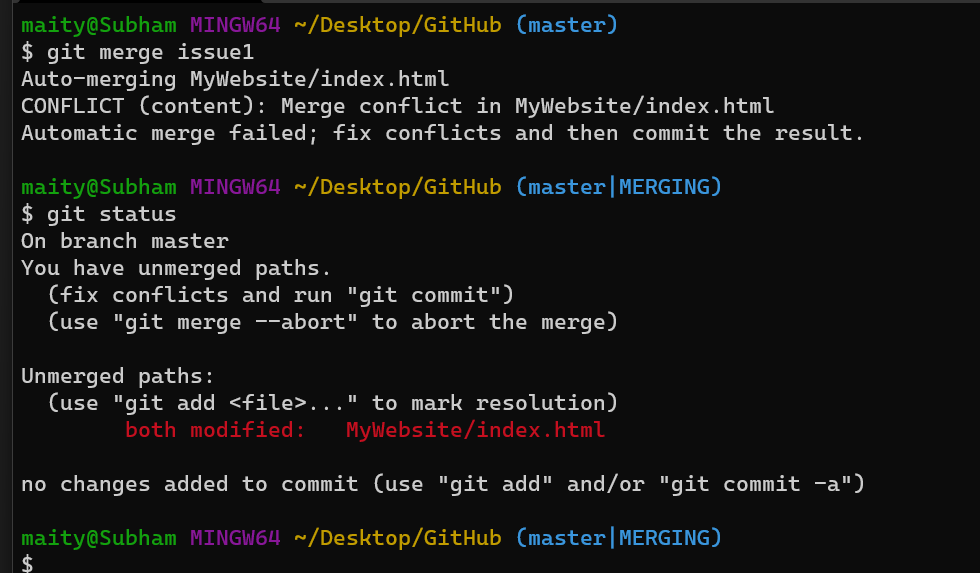 maity@Subham MINGW64 ~/Desktop/GitHub (master)
$ git merge issue1
Auto-merging MyWebsite/index.html
CONFLICT (content): Merge conflict in MyWebsite/index.html
Automatic merge failed; fix conflicts and then commit the result.

maity@Subham MINGW64 ~/Desktop/GitHub (master|MERGING)
$ git status
On branch master
You have unmerged paths.
  (fix conflicts and run "git commit")
  (use "git merge --abort" to abort the merge)

Unmerged paths:
  (use "git add <file>..." to mark resolution)
        both modified:   MyWebsite/index.html

no changes added to commit (use "git add" and/or "git commit -a")

maity@Subham MINGW64 ~/Desktop/GitHub (master|MERGING)
$